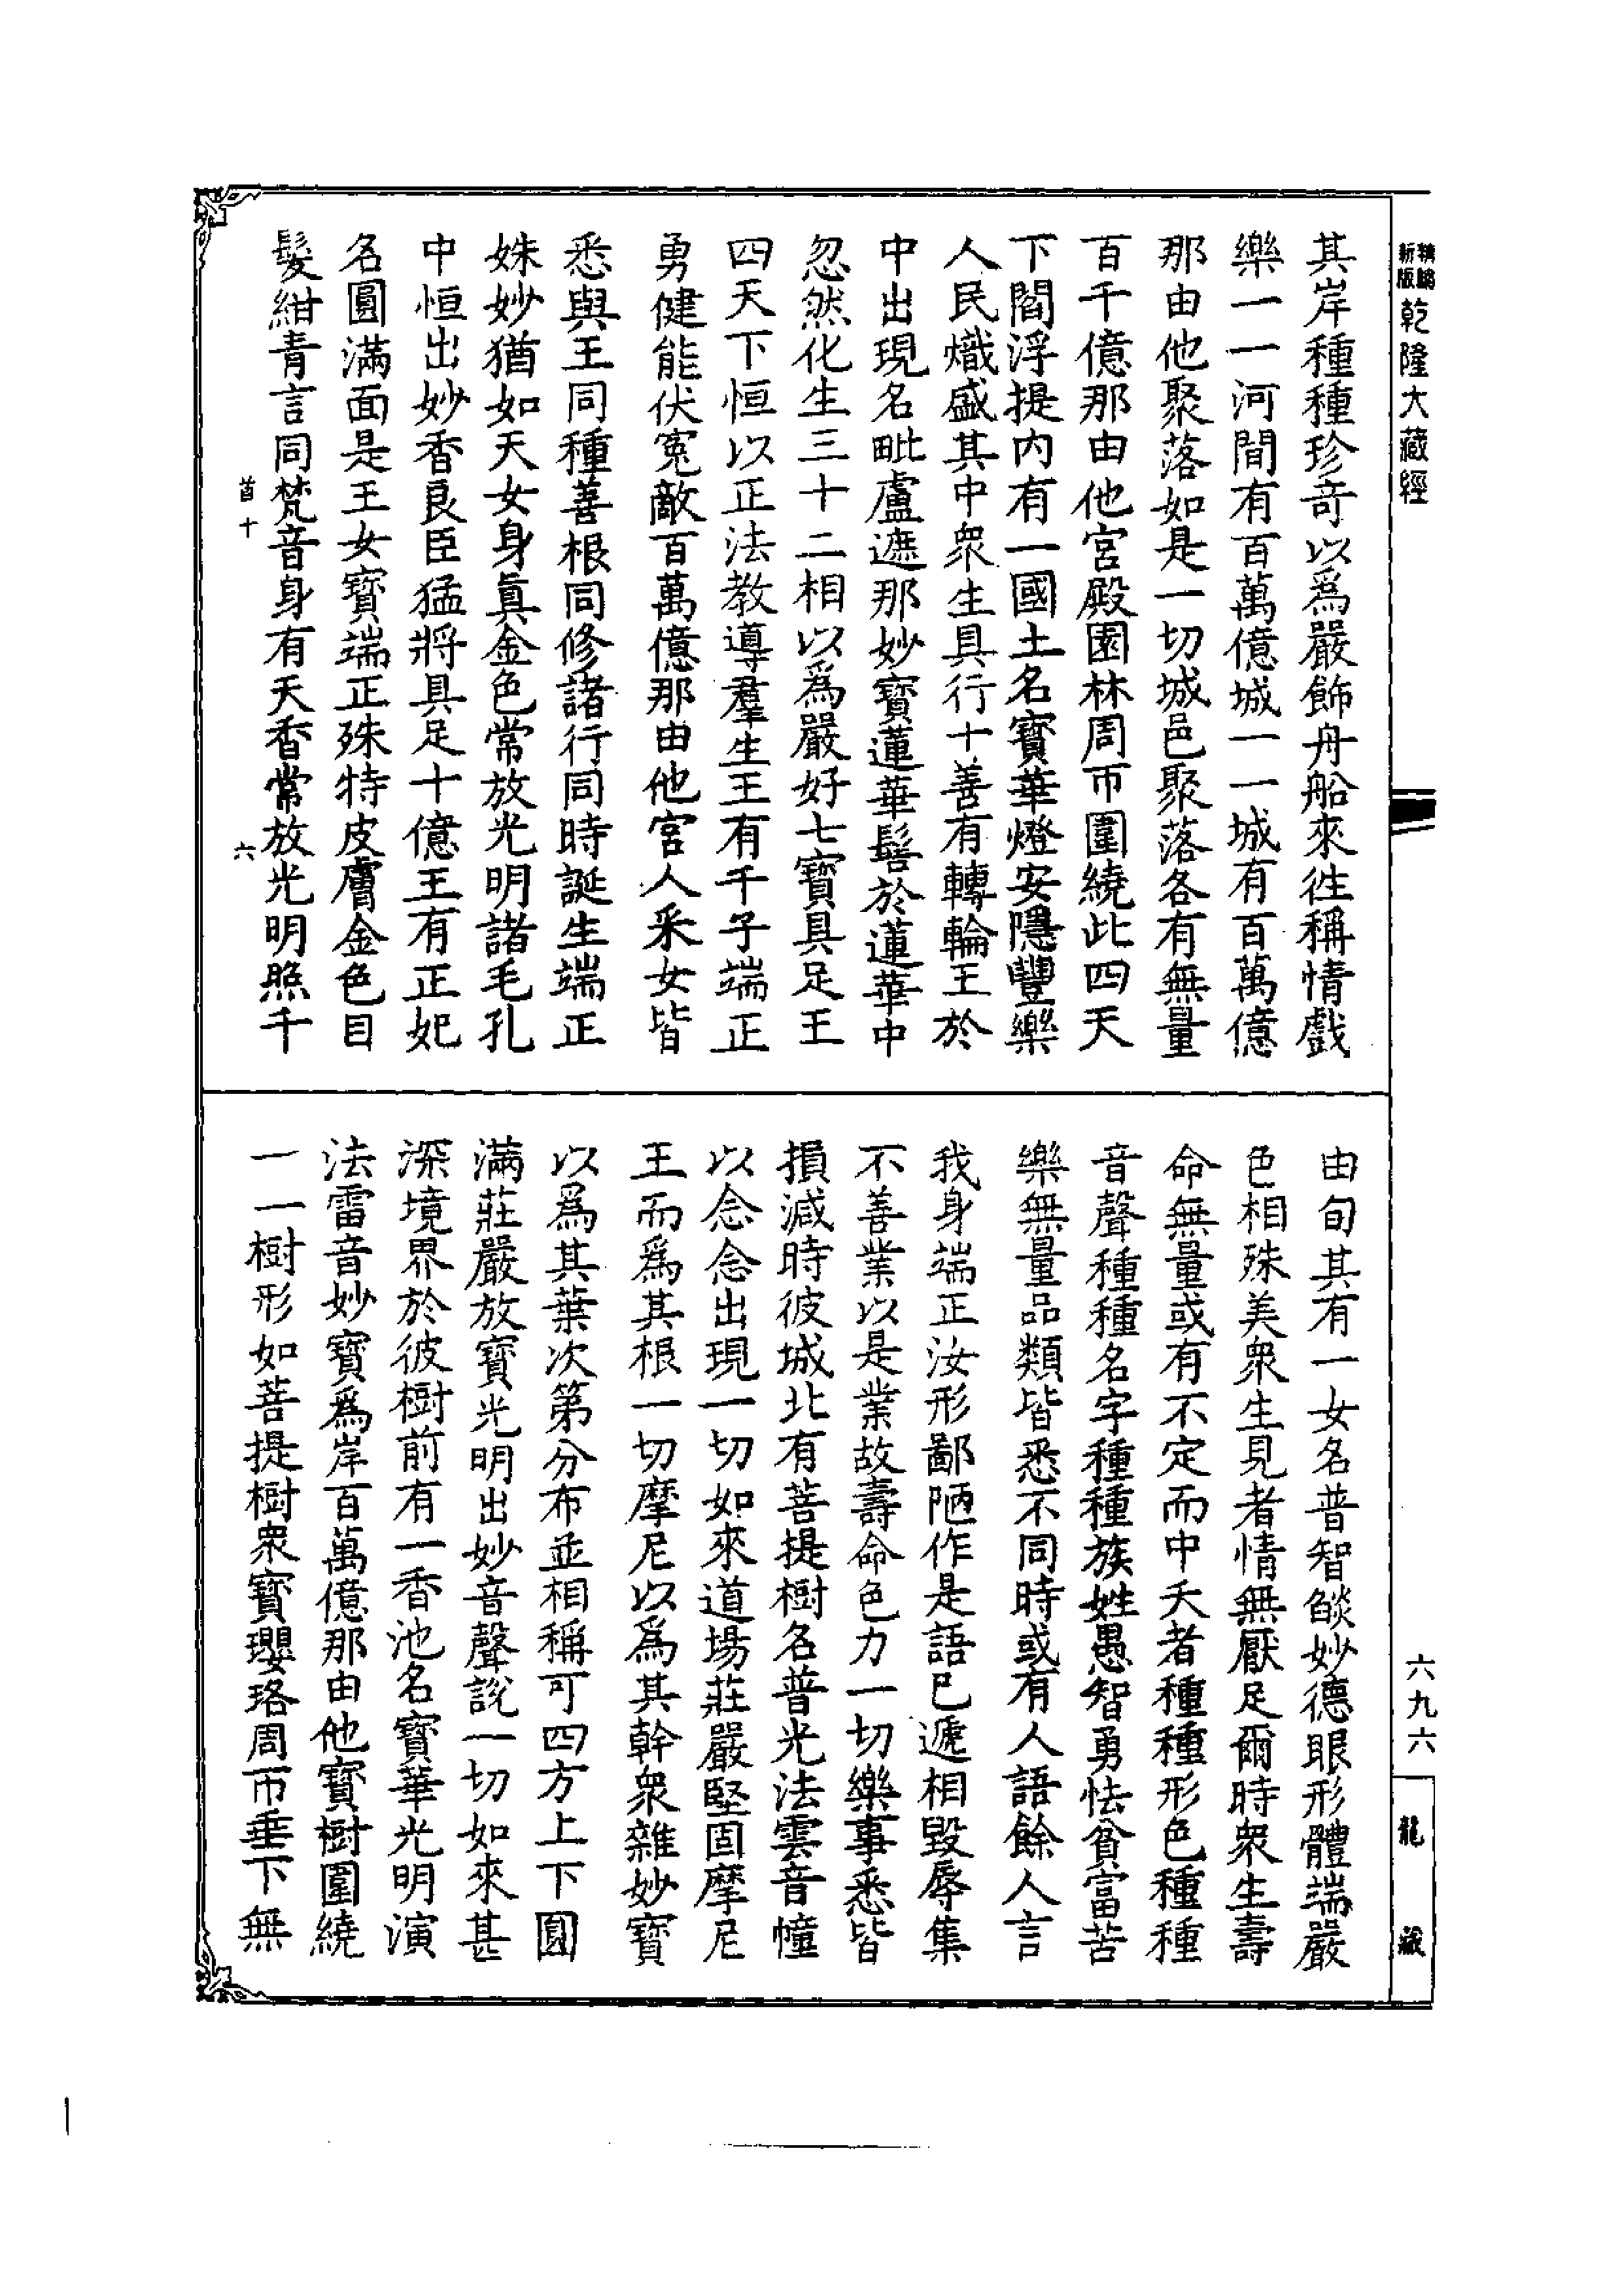 精編
新版
乾隆大藏經
六九六
龍藏
其岸種種珍奇以爲嚴飾舟船來徃稱情戲
樂一一河間有百萬億城一一城有百萬億
那由他聚落如是一切城邑聚落各有無量
百千億那由他宮殿園林周帀圍繞此四天
下閻浮提内有一國土名寳華燈安隱豐樂
人民熾盛其中衆生具行十善有轉輪王於
中出現名毗盧遮那妙寳蓮華髻於蓮華中
忽然化生三十二相以爲嚴好七寳具足王
四天下恒以正法教導羣生王有千子端正
勇健能伏寃敵百萬億那由他宮人采女皆
悉與王同種善根同修諸行同時誕生端正
姝妙猶如天女身眞金色常放光明諸毛孔
中恒出妙香良臣猛將具足十億王有正妃
名圓滿面是王女寳端正殊特皮膚金色目
髮紺青言同梵音身有天香常放光明照千
首十
六
由旬其有一女名普智𦦨妙德眼形體端嚴
色相殊美衆生見者情無厭足爾時衆生壽
命無量或有不定而中夭者種種形色種種
音聲種種名字種種族姓愚智勇怯貧富苦
樂無量品類皆悉不同時或有人語餘人言
我身端正汝形鄙陋作是語已遞相毀辱集
不善業以是業故壽命色力一切樂事悉皆
損減時彼城北有菩提樹名普光法雲音幢
以念念出現一切如來道場莊嚴堅固摩尼
王而爲其根一切摩尼以爲其幹衆雜妙寳
以爲其葉次第分布並相稱可四方上下圓
滿莊嚴放寳光明出妙音聲説一切如來甚
深境界於彼樹前有一香池名寳華光明演
法雷音妙寳爲岸百萬億那由他寳樹圍繞
一一樹形如菩提樹衆寳瓔珞周帀垂下無